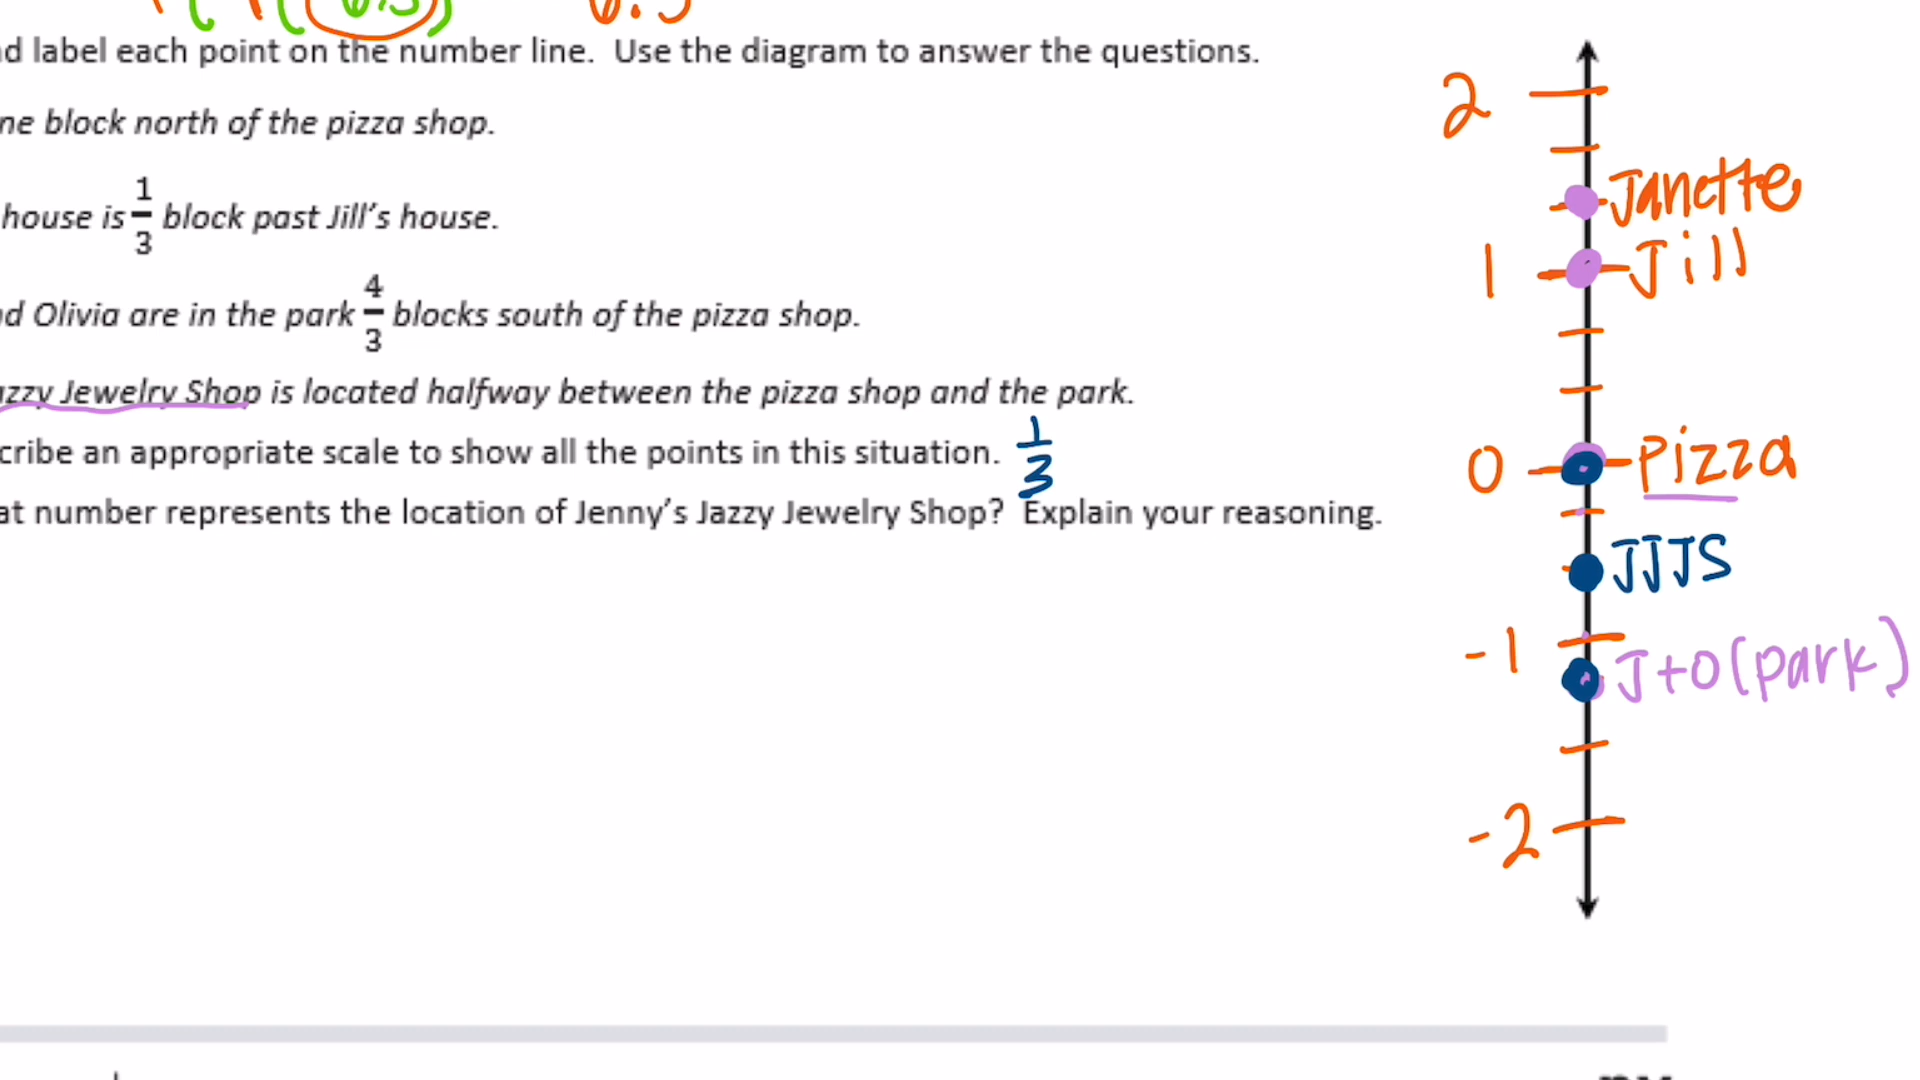 d label each point on the number line. Use the diagram to answer the questions.
2
ne block north of the pizza shop.
Janette
house is 1/3 block past Jill's house.
1
Jill
d Olivia are in the park 4/3 blocks south of the pizza shop.
azzy Jewelry Shop is located halfway between the pizza shop and the park.
cribe an appropriate scale to show all the points in this situation. 1/3
0
pizza
at number represents the location of Jenny's Jazzy Jewelry Shop? Explain your reasoning.
JJJS
-1
J+O(park)
-2